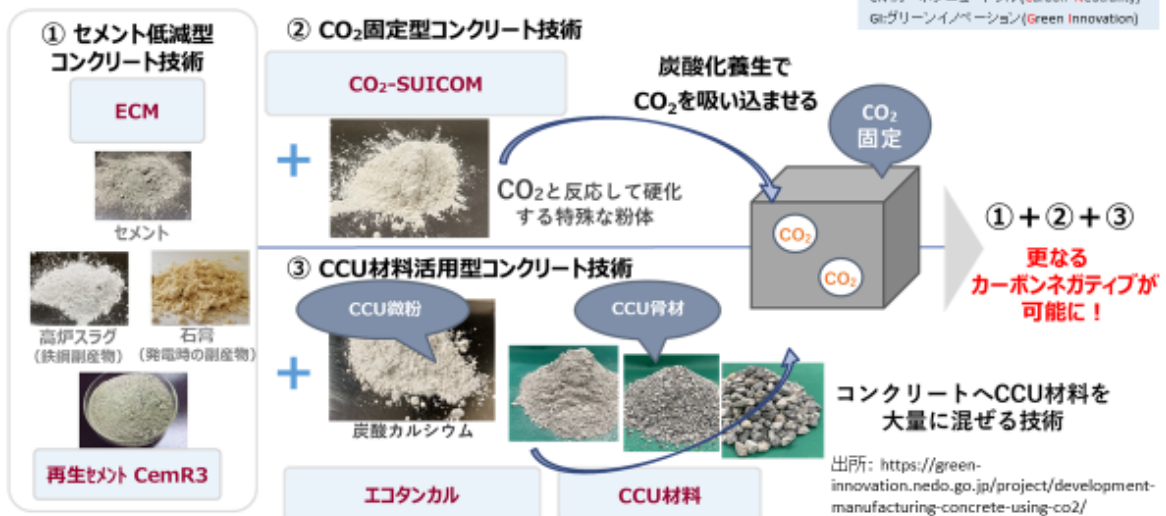 GI:グリーンイノベーション(Green Innovation)
① セメント低減型
コンクリート技術
ECM
セメント
高炉スラグ
(鉄鋼副産物)
石膏
(発電時の副産物)
再生セメント CemR3
② CO₂固定型コンクリート技術
CO₂-SUICOM
CO₂と反応して硬化
する特殊な粉体
炭酸化養生で
CO₂を吸い込ませる
CO₂
固定
CO₂
CO₂
③ CCU材料活用型コンクリート技術
CCU微粉
炭酸カルシウム
CCU骨材
エコタンカル
CCU材料
①+②+③
更なる
カーボンネガティブが
可能に!
コンクリートへCCU材料を
大量に混ぜる技術
出所: https://green-
innovation.nedo.go.jp/project/development-
manufacturing-concrete-using-co2/